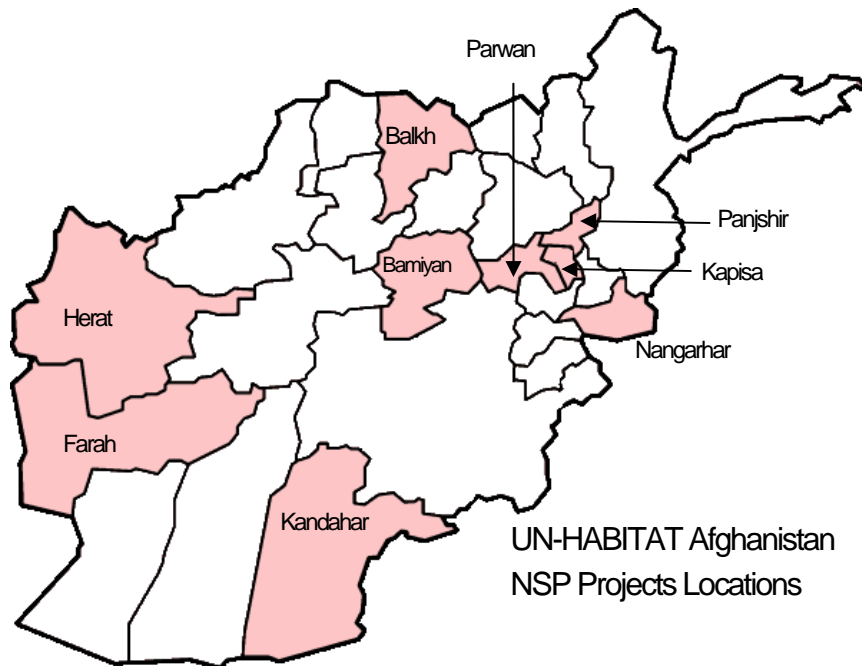 Parwan
Balkh
Panjshir
Bamiyan
Kapisa
Herat
Nangarhar
Farah
Kandahar
UN-HABITAT Afghanistan
NSP Projects Locations